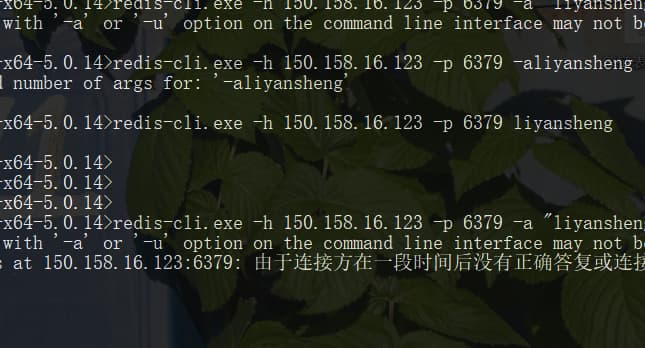 -x64-5.0.14>redis-cli.exe -h 150.158.16.123 -p 6379 -a "liyansheng
with '-a' or '-u' option on the command line interface may not be
-x64-5.0.14>redis-cli.exe -h 150.158.16.123 -p 6379 -aliyansheng
d number of args for: '-aliyansheng'
-x64-5.0.14>redis-cli.exe -h 150.158.16.123 -p 6379 liyansheng
-x64-5.0.14>
-x64-5.0.14>
-x64-5.0.14>
-x64-5.0.14>redis-cli.exe -h 150.158.16.123 -p 6379 -a "liyansheng
with '-a' or '-u' option on the command line interface may not be
s at 150.158.16.123:6379: 由于连接方在一段时间后没有正确答复或连接